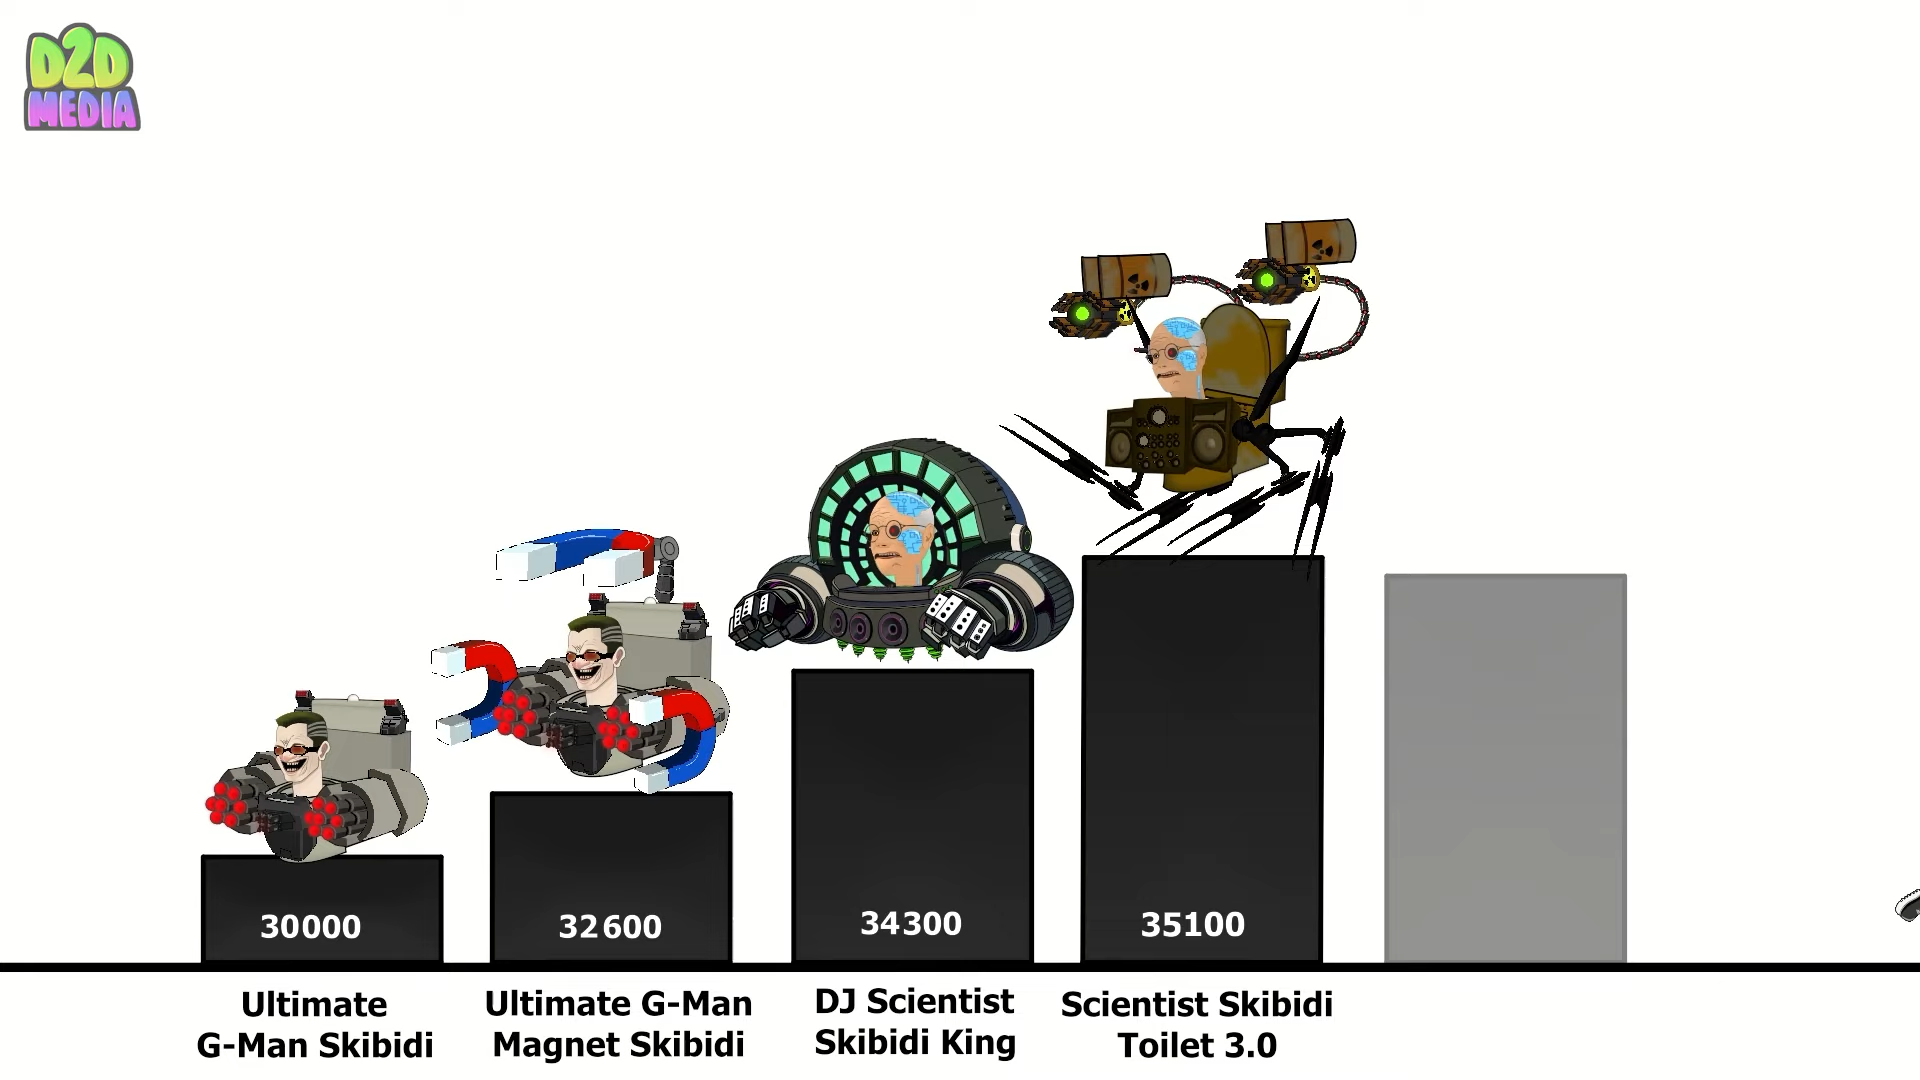 D2D
MEDIA
30000
32600
34300
35100
Ultimate
G-Man Skibidi
Ultimate G-Man
Magnet Skibidi
DJ Scientist
Skibidi King
Scientist Skibidi
Toilet 3.0